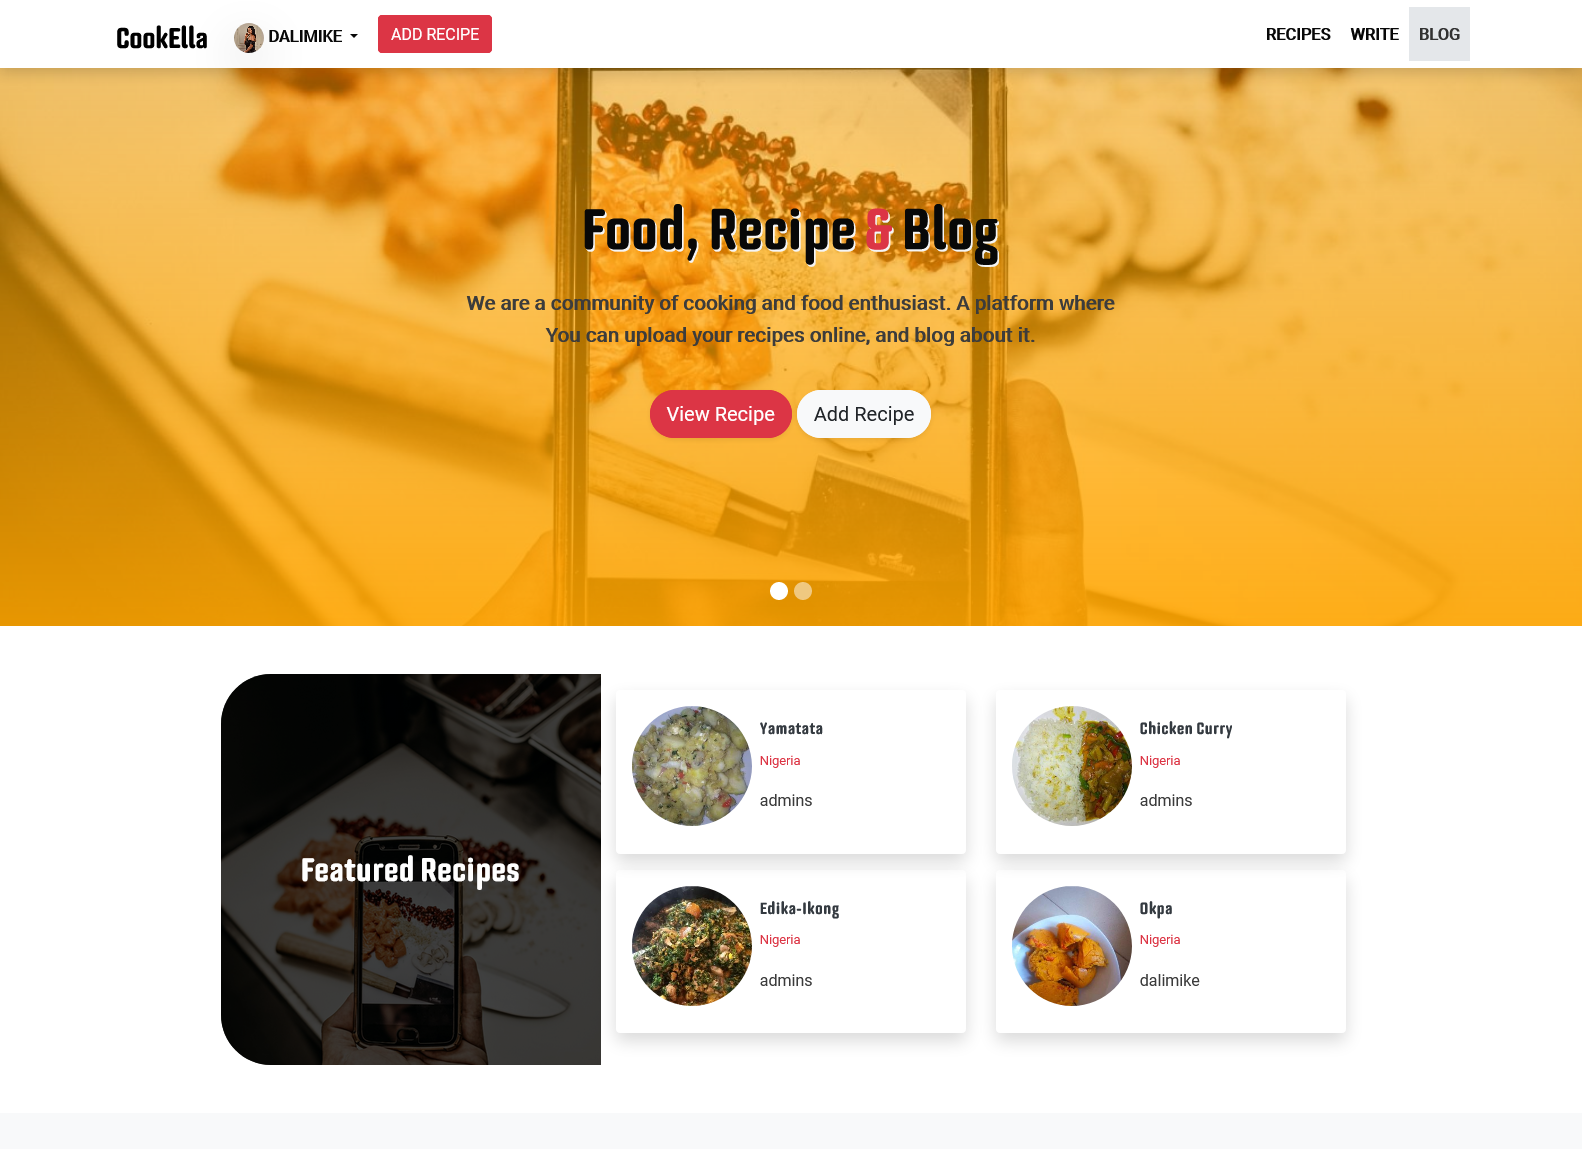 CookElla
DALIMIKE
ADD RECIPE
RECIPES
WRITE
BLOG
Food, Recipe & Blog
We are a community of cooking and food enthusiast. A platform where
You can upload your recipes online, and blog about it.
View Recipe
Add Recipe
Featured Recipes
Yamatata
Nigeria
admins
Chicken Curry
Nigeria
admins
Edika-Ikong
Nigeria
admins
Okpa
Nigeria
dalimike